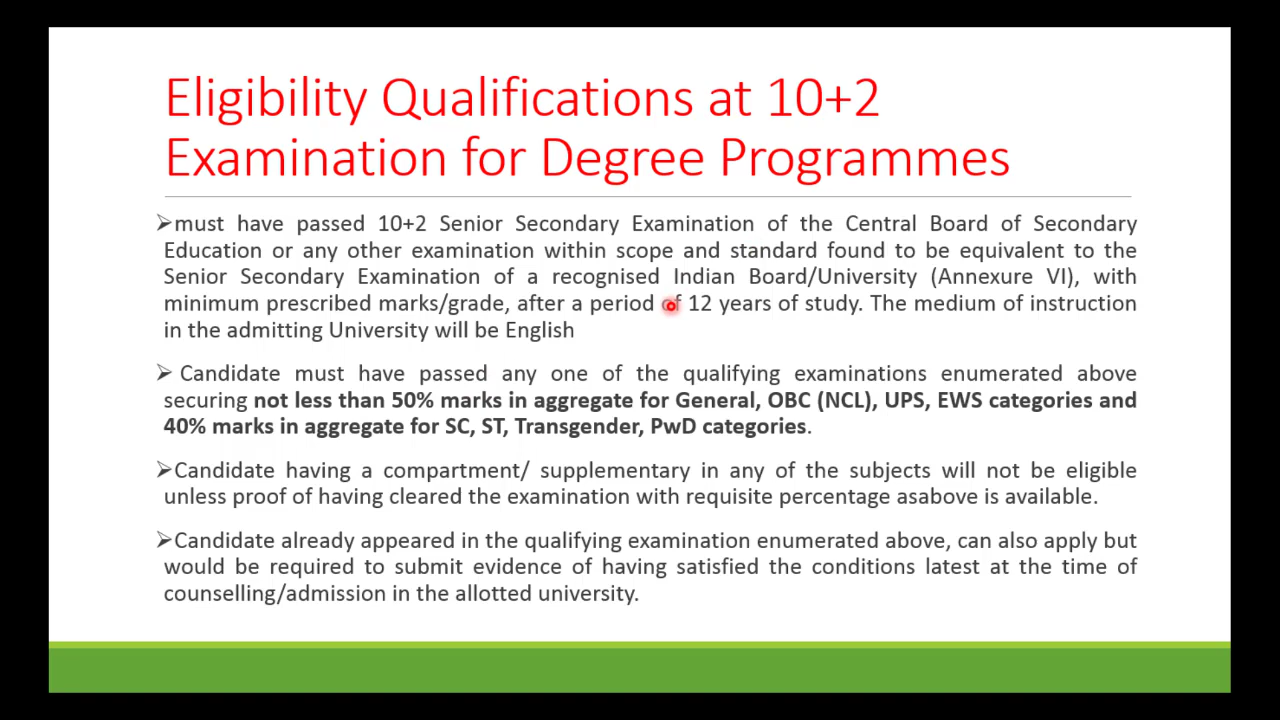 Eligibility Qualifications at 10+2
Examination for Degree Programmes
➢must have passed 10+2 Senior Secondary Examination of the Central Board of Secondary
Education or any other examination within scope and standard found to be equivalent to the
Senior Secondary Examination of a recognised Indian Board/University (Annexure VI), with
minimum prescribed marks/grade, after a period of 12 years of study. The medium of instruction
in the admitting University will be English
➢ Candidate must have passed any one of the qualifying examinations enumerated above
securing not less than 50% marks in aggregate for General, OBC (NCL), UPS, EWS categories and
40% marks in aggregate for SC, ST, Transgender, PwD categories.
➢Candidate having a compartment/ supplementary in any of the subjects will not be eligible
unless proof of having cleared the examination with requisite percentage asabove is available.
➢Candidate already appeared in the qualifying examination enumerated above, can also apply but
would be required to submit evidence of having satisfied the conditions latest at the time of
counselling/admission in the allotted university.